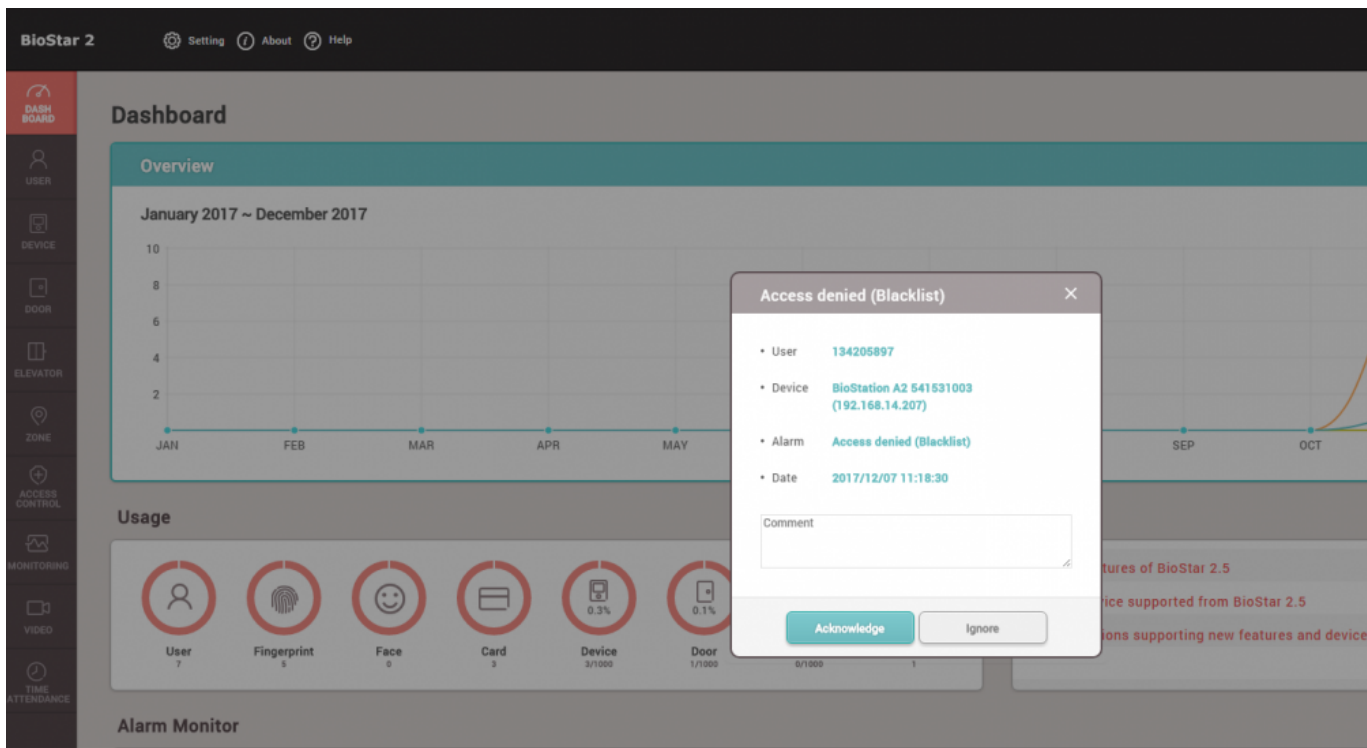 BioStar 2
Setting
About
Help
DASH
BOARD
USER
DEVICE
DOOR
ELEVATOR
ZONE
ACCESS
CONTROL
MONITORING
VIDEO
TIME
ATTENDANCE
Dashboard
Overview
January 2017 ~ December 2017
10
8
6
4
2
JAN FEB MAR APR MAY SEP OCT
Access denied (Blacklist)
• User 134205897
• Device BioStation A2 541531003
(192.168.14.207)
• Alarm Access denied (Blacklist)
• Date 2017/12/07 11:18:30
Comment
Acknowledge Ignore
Usage
0.3% 0.1%
User Fingerprint Face Card Device Door
7 5 0 3 3/1000 1/1000 0/1000 1
tures of BioStar 2.5
ice supported from BioStar 2.5
ions supporting new features and device
Alarm Monitor